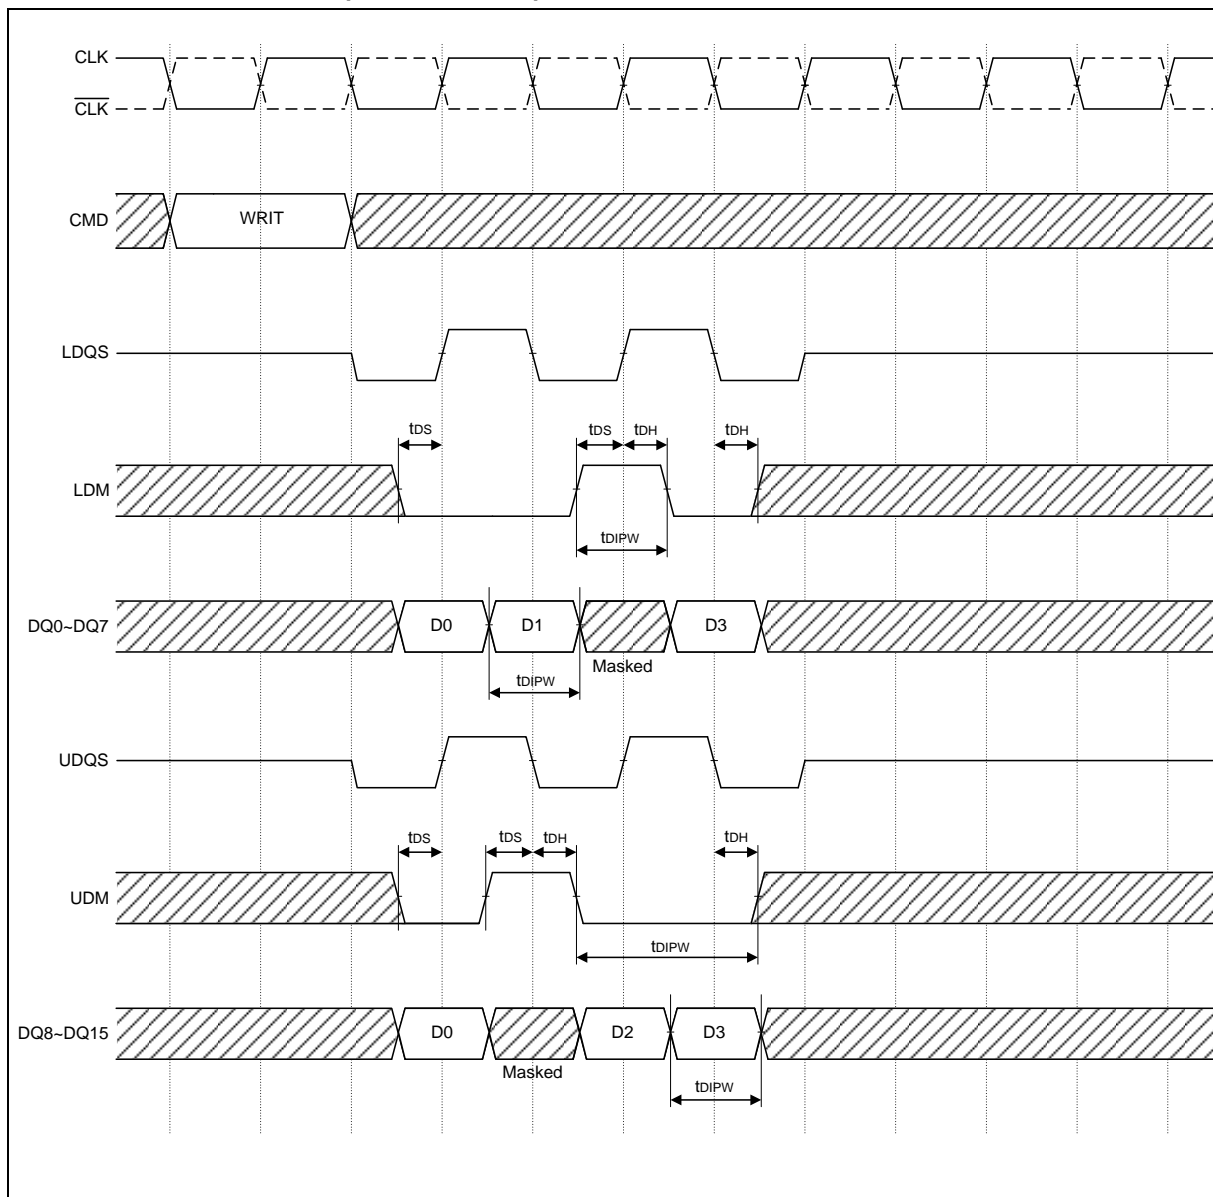 CLK
CLK
CMD
WRIT
LDQS
tDS
tDS
tDH
tDH
LDM
tDIPW
DQ0~DQ7
D0
D1
D3
Masked
tDIPW
UDQS
tDS
tDS
tDH
tDH
UDM
tDIPW
DQ8~DQ15
D0
D2
D3
Masked
tDIPW